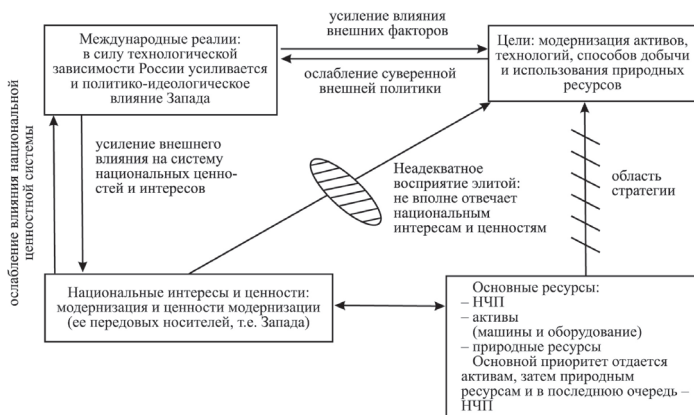 Международные реалии:
в силу технологической
зависимости России усиливается
и политико-идеологическое
влияние Запада
усиление влияния
внешних факторов
ослабление суверенной
внешней политики
Цели: модернизация активов,
технологий, способов добычи
и использования природных
ресурсов
ослабление влияния национальной
ценностной системы
усиление внешнего
влияния на систему
национальных ценно-
стей и интересов
Неадекватное
восприятие элитой:
не вполне отвечает
национальным
интересам и ценностям
область
стратегии
Национальные интересы и ценности:
модернизация и ценности модернизации
(ее передовых носителей, т.е. Запада)
Основные ресурсы:
– НЧП
– активы
(машины и оборудование)
– природные ресурсы
Основной приоритет отдается
активам, затем природным
ресурсам и в последнюю очередь –
НЧП